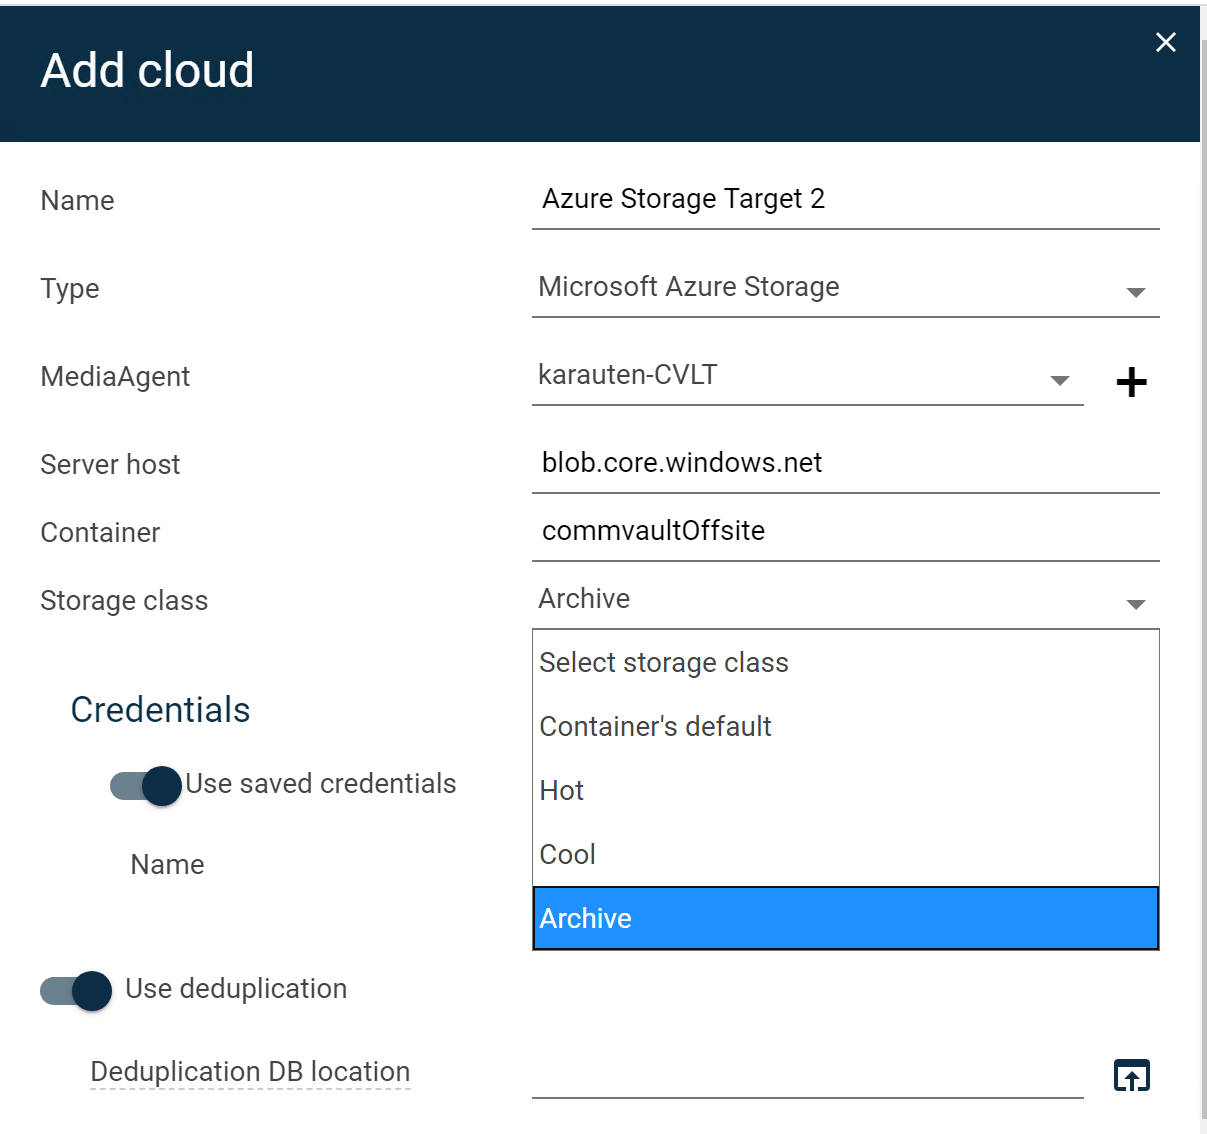 Add cloud
Name
Azure Storage Target 2
Type
Microsoft Azure Storage
MediaAgent
karauten-CVLT
Server host
blob.core.windows.net
Container
commvaultOffsite
Storage class
Archive
Select storage class
Container's default
Hot
Cool
Archive
Credentials
Use saved credentials
Name
Use deduplication
Deduplication DB location